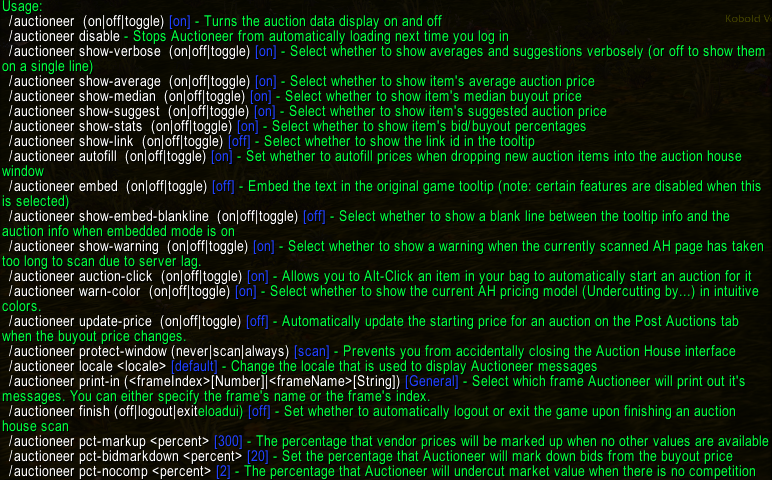 Usage:
/auctioneer (on|off|toggle) [on] - Turns the auction data display on and off
/auctioneer disable - Stops Auctioneer from automatically loading next time you log in
/auctioneer show-verbose (on|off|toggle) [on] - Select whether to show averages and suggestions verbosely (or off to show them
on a single line)
/auctioneer show-average (on|off|toggle) [on] - Select whether to show item's average auction price
/auctioneer show-median (on|off|toggle) [on] - Select whether to show item's median buyout price
/auctioneer show-suggest (on|off|toggle) [on] - Select whether to show item's suggested auction price
/auctioneer show-stats (on|off|toggle) [on] - Select whether to show item's bid/buyout percentages
/auctioneer show-link (on|off|toggle) [off] - Select whether to show the link id in the tooltip
/auctioneer autofill (on|off|toggle) [on] - Set whether to autofill prices when dropping new auction items into the auction house
window
/auctioneer embed (on|off|toggle) [off] - Embed the text in the original game tooltip (note: certain features are disabled when this
is selected)
/auctioneer show-embed-blankline (on|off|toggle) [off] - Select whether to show a blank line between the tooltip info and the
auction info when embedded mode is on
/auctioneer show-warning (on|off|toggle) [on] - Select whether to show a warning when the currently scanned AH page has taken
too long to scan due to server lag.
/auctioneer auction-click (on|off|toggle) [on] - Allows you to Alt-Click an item in your bag to automatically start an auction for it
/auctioneer warn-color (on|off|toggle) [on] - Select whether to show the current AH pricing model (Undercutting by...) in intuitive
colors.
/auctioneer update-price (on|off|toggle) [off] - Automatically update the starting price for an auction on the Post Auctions tab
when the buyout price changes.
/auctioneer protect-window (never|scan|always) [scan] - Prevents you from accidentally closing the Auction House interface
/auctioneer locale <locale> [default] - Change the locale that is used to display Auctioneer messages
/auctioneer print-in (<frameIndex>[Number]|<frameName>[String]) [General] - Select which frame Auctioneer will print out it's
messages. You can either specify the frame's name or the frame's index.
/auctioneer finish (off|logout|exiteloadui) [off] - Set whether to automatically logout or exit the game upon finishing an auction
house scan
/auctioneer pct-markup <percent> [300] - The percentage that vendor prices will be marked up when no other values are available
/auctioneer pct-bidmarkdown <percent> [20] - Set the percentage that Auctioneer will mark down bids from the buyout price
/auctioneer pct-nocomp <percent> [2] - The percentage that Auctioneer will undercut market value when there is no competition
Kobold